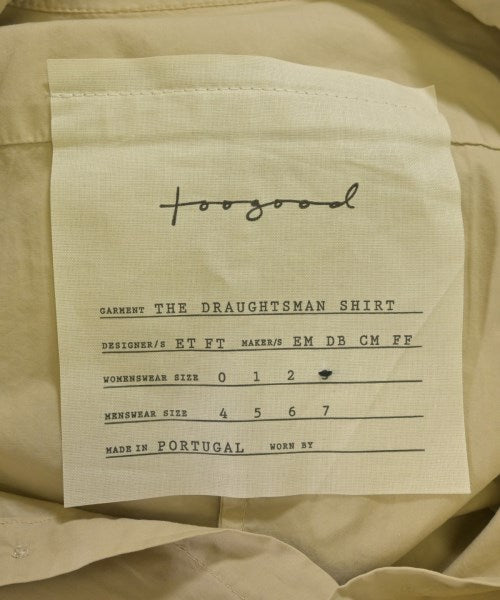 toogood
GARMENT THE DRAUGHTSMAN SHIRT
DESIGNER/S ET FT MAKER/S EM DB CM FF
WOMENSWEAR SIZE 0 1 2
MENSWEAR SIZE 4 5 6 7
MADE IN PORTUGAL WORN BY